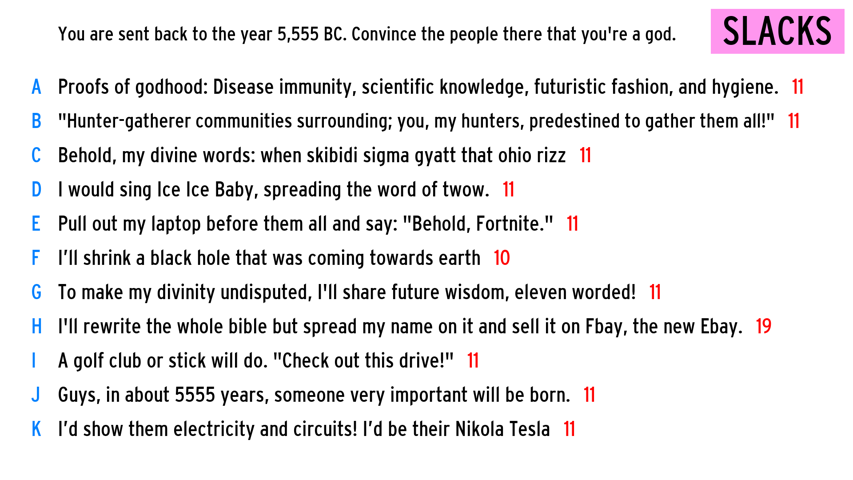 You are sent back to the year 5,555 BC. Convince the people there that you're a god.
SLACKS
A Proofs of godhood: Disease immunity, scientific knowledge, futuristic fashion, and hygiene. 11
B "Hunter-gatherer communities surrounding; you, my hunters, predestined to gather them all!" 11
C Behold, my divine words: when skibidi sigma gyatt that ohio rizz 11
D I would sing Ice Ice Baby, spreading the word of twow. 11
E Pull out my laptop before them all and say: "Behold, Fortnite." 11
F I’ll shrink a black hole that was coming towards earth 10
G To make my divinity undisputed, I'll share future wisdom, eleven worded! 11
H I'll rewrite the whole bible but spread my name on it and sell it on Fbay, the new Ebay. 19
I A golf club or stick will do. "Check out this drive!" 11
J Guys, in about 5555 years, someone very important will be born. 11
K I’d show them electricity and circuits! I’d be their Nikola Tesla 11